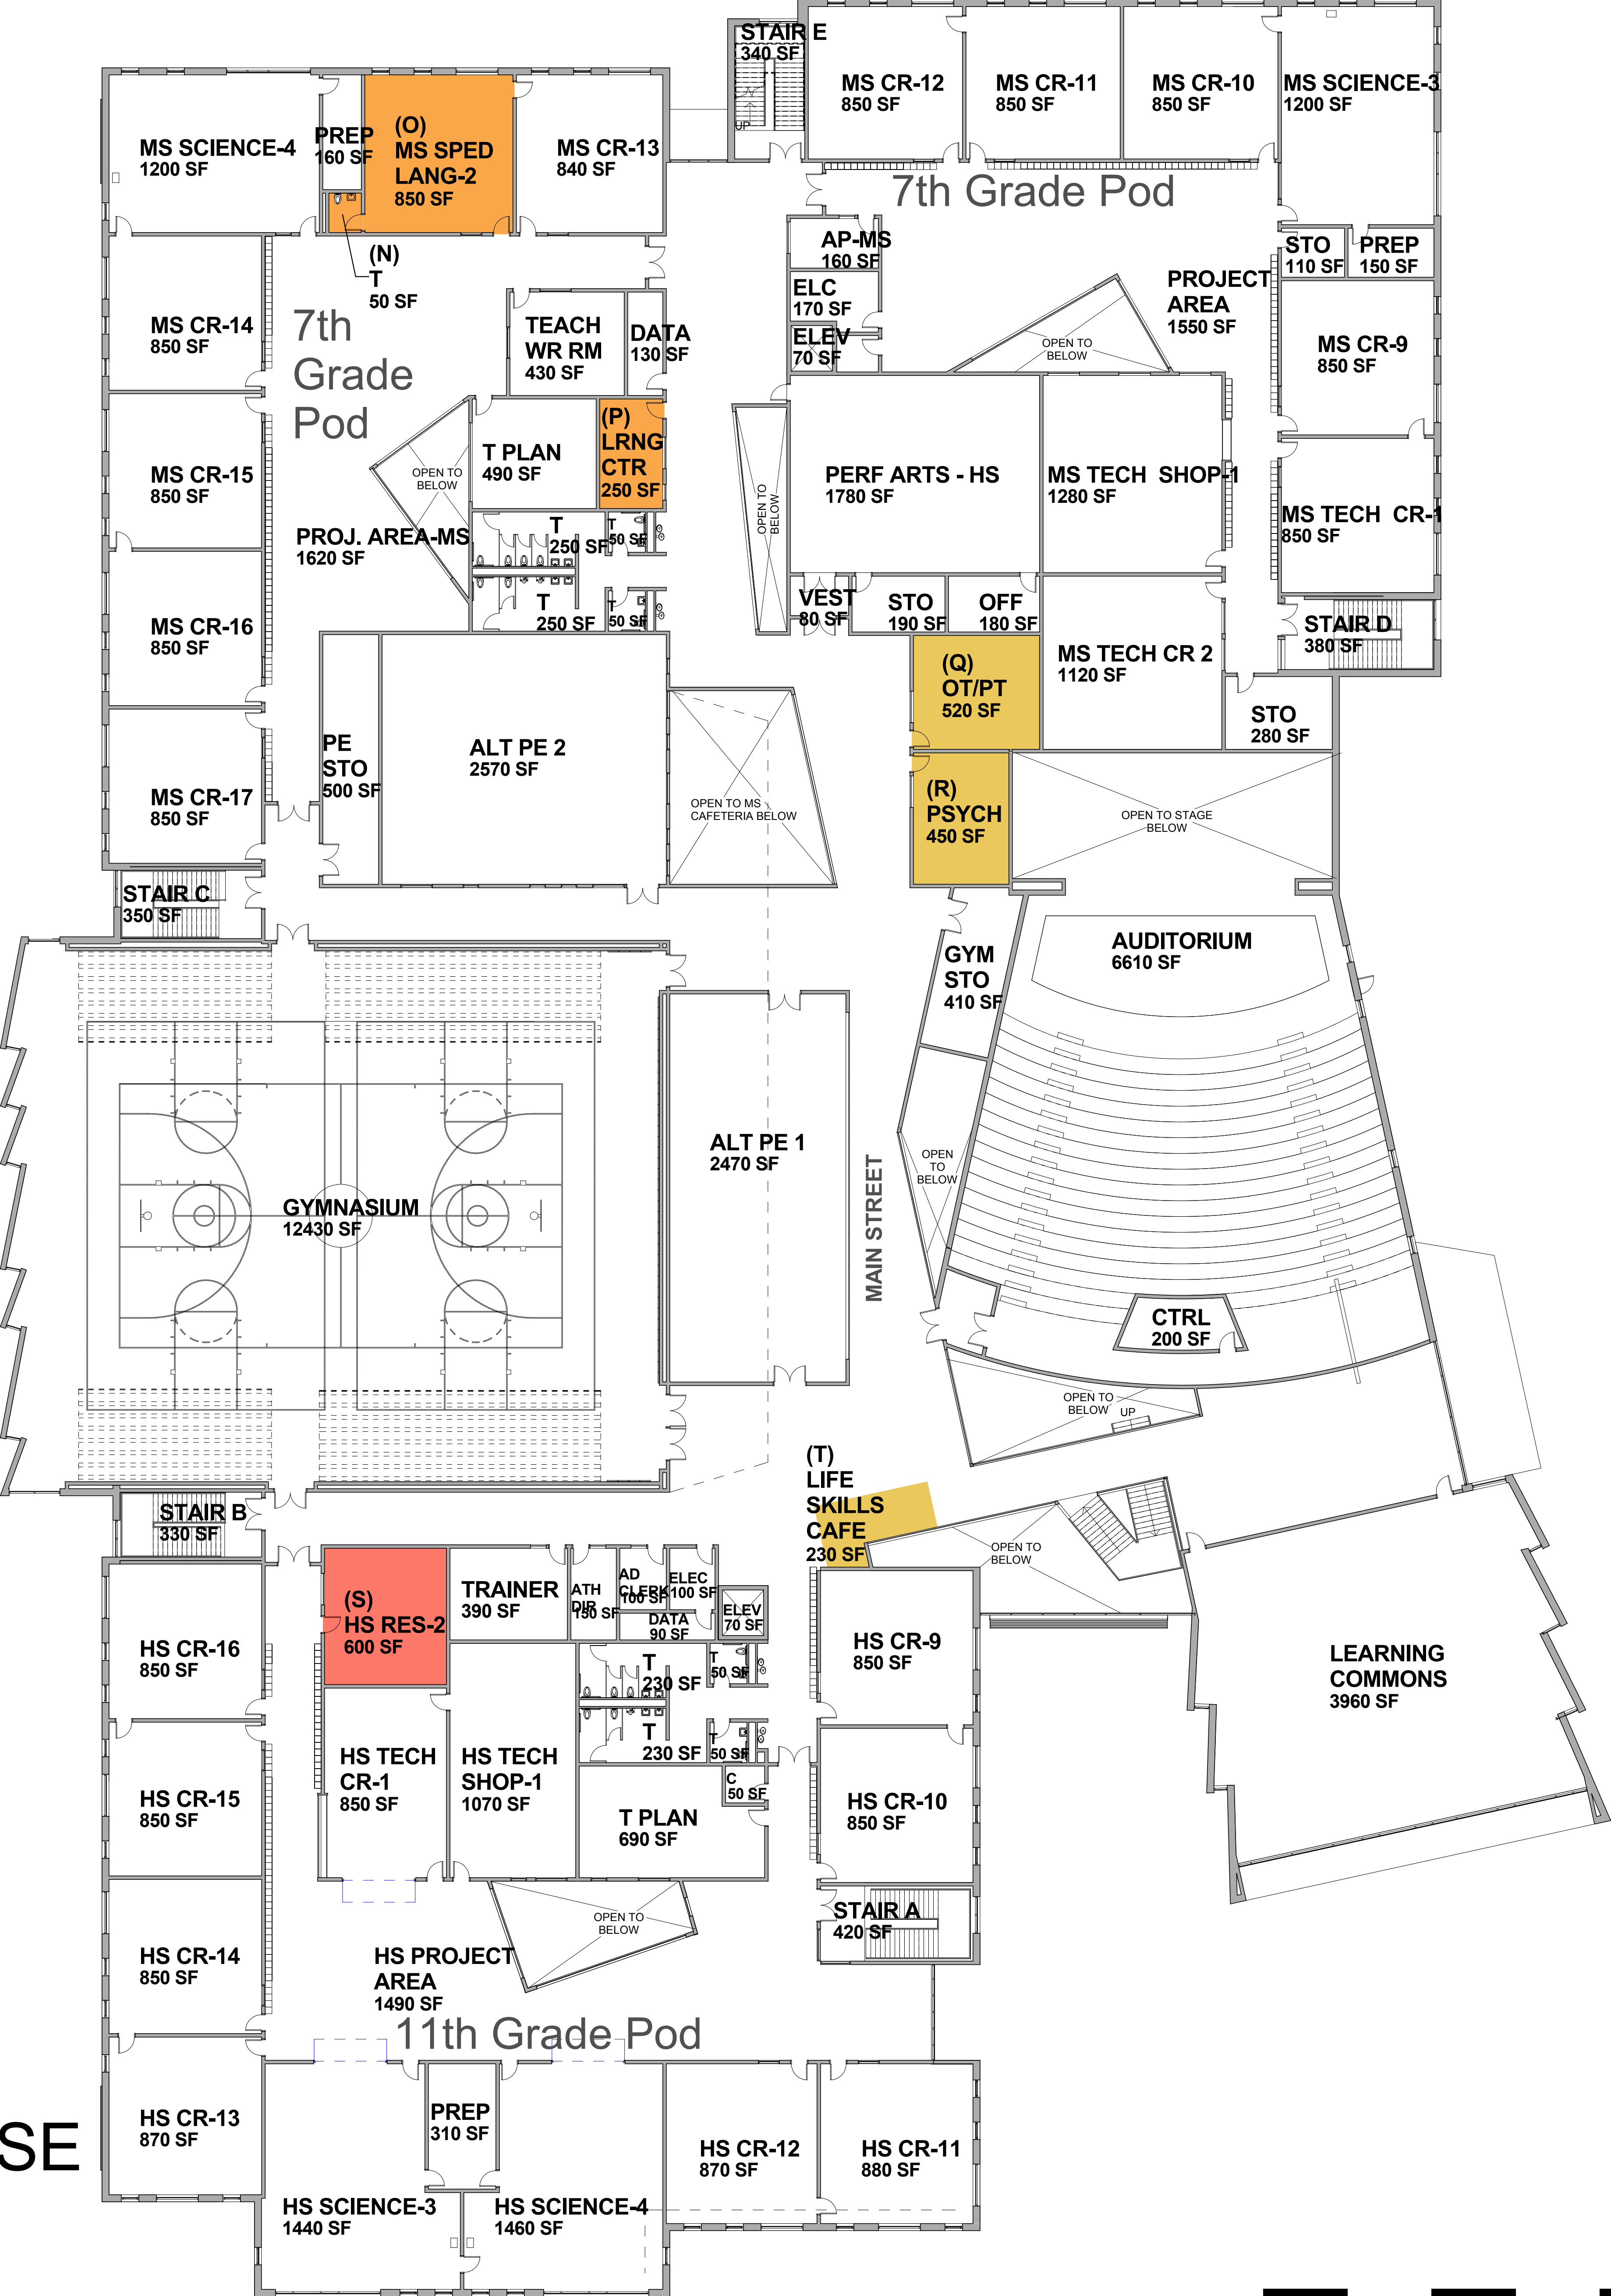 STAIR E
340 SF
UP
MS CR-12
850 SF
MS CR-11
850 SF
MS CR-10
850 SF
MS SCIENCE-3
1200 SF
MS SCIENCE-4
1200 SF
PREP
160 SF
(O)
MS SPED
LANG-2
850 SF
MS CR-13
840 SF
7th Grade Pod
(N)
T
50 SF
AP-MS
160 SF
STO
110 SF
PREP
150 SF
ELC
170 SF
PROJECT
AREA
1550 SF
MS CR-14
850 SF
7th
Grade
Pod
TEACH
WR RM
430 SF
DATA
130 SF
ELEV
70 SF
OPEN TO
BELOW
MS CR-9
850 SF
MS CR-15
850 SF
OPEN TO
BELOW
T PLAN
490 SF
(P)
LRNG
CTR
250 SF
OPEN TO
BELOW
PERF ARTS - HS
1780 SF
MS TECH SHOP-1
1280 SF
MS TECH CR-1
850 SF
PROJ. AREA-MS
1620 SF
T
250 SF
T
50 SF
T
250 SF
T
50 SF
MS CR-16
850 SF
VEST
80 SF
STO
190 SF
OFF
180 SF
STAIR D
380 SF
(Q)
OT/PT
520 SF
MS TECH CR 2
1120 SF
STO
280 SF
MS CR-17
850 SF
PE
STO
500 SF
ALT PE 2
2570 SF
OPEN TO MS
CAFETERIA BELOW
(R)
PSYCH
450 SF
OPEN TO STAGE
BELOW
STAIR C
350 SF
GYM
STO
410 SF
AUDITORIUM
6610 SF
GYMNASIUM
12430 SF
ALT PE 1
2470 SF
MAIN STREET
OPEN
TO
BELOW
CTRL
200 SF
OPEN TO
BELOW
UP
(T)
LIFE
SKILLS
CAFE
230 SF
OPEN TO
BELOW
STAIR B
330 SF
(S)
HS RES-2
600 SF
TRAINER
390 SF
ATH
DIR
150 SF
AD
CLERK
100 SF
ELEC
100 SF
DATA
90 SF
ELEV
70 SF
HS CR-16
850 SF
HS CR-9
850 SF
LEARNING
COMMONS
3960 SF
T
230 SF
T
50 SF
T
230 SF
T
50 SF
HS CR-15
850 SF
HS TECH
CR-1
850 SF
HS TECH
SHOP-1
1070 SF
C
50 SF
T PLAN
690 SF
HS CR-10
850 SF
OPEN TO
BELOW
STAIR A
420 SF
HS CR-14
850 SF
HS PROJECT
AREA
1490 SF
11th Grade Pod
HS CR-13
870 SF
PREP
310 SF
HS CR-12
870 SF
HS CR-11
880 SF
SE
HS SCIENCE-3
1440 SF
HS SCIENCE-4
1460 SF